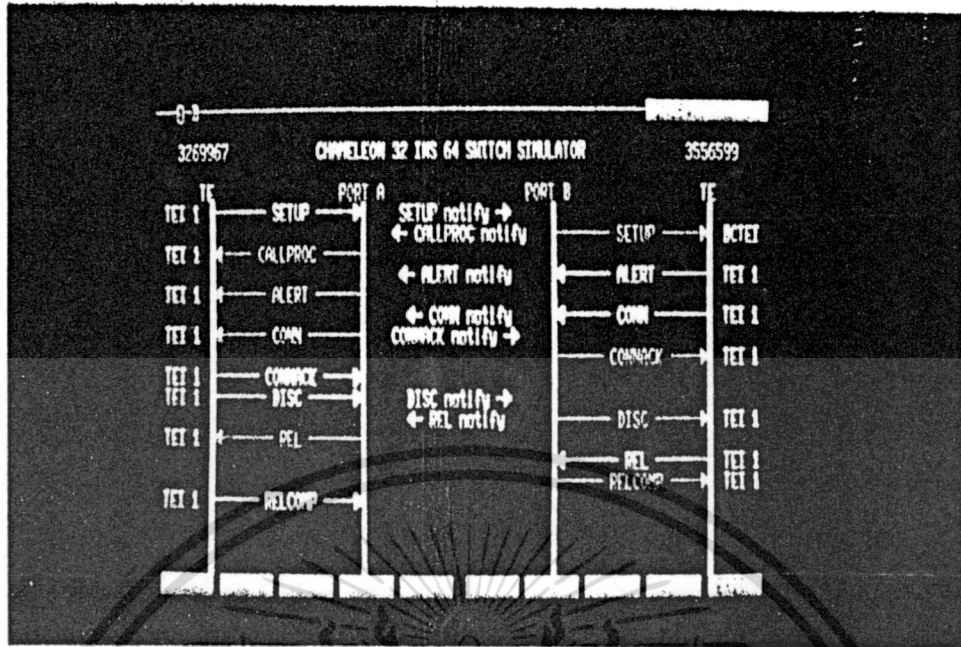 3269967 CHAMELEON 32 INS 64 SWITCH SIMULATOR 3556599
TE PORT A PORT B TE
TEI 1 SETUP SETUP notify →
← CALLPROC notify SETUP BCTEI
TEI 1 CALLPROC
← ALERT notify ALERT TEI 1
TEI 1 ALERT
← CONN notify CONN TEI 1
TEI 1 CONN CONNACK notify →
CONNACK TEI 1
TEI 1 CONNACK
TEI 1 DISC DISC notify →
← REL notify DISC TEI 1
TEI 1 REL
REL TEI 1
RELCOMP TEI 1
TEI 1 RELCOMP